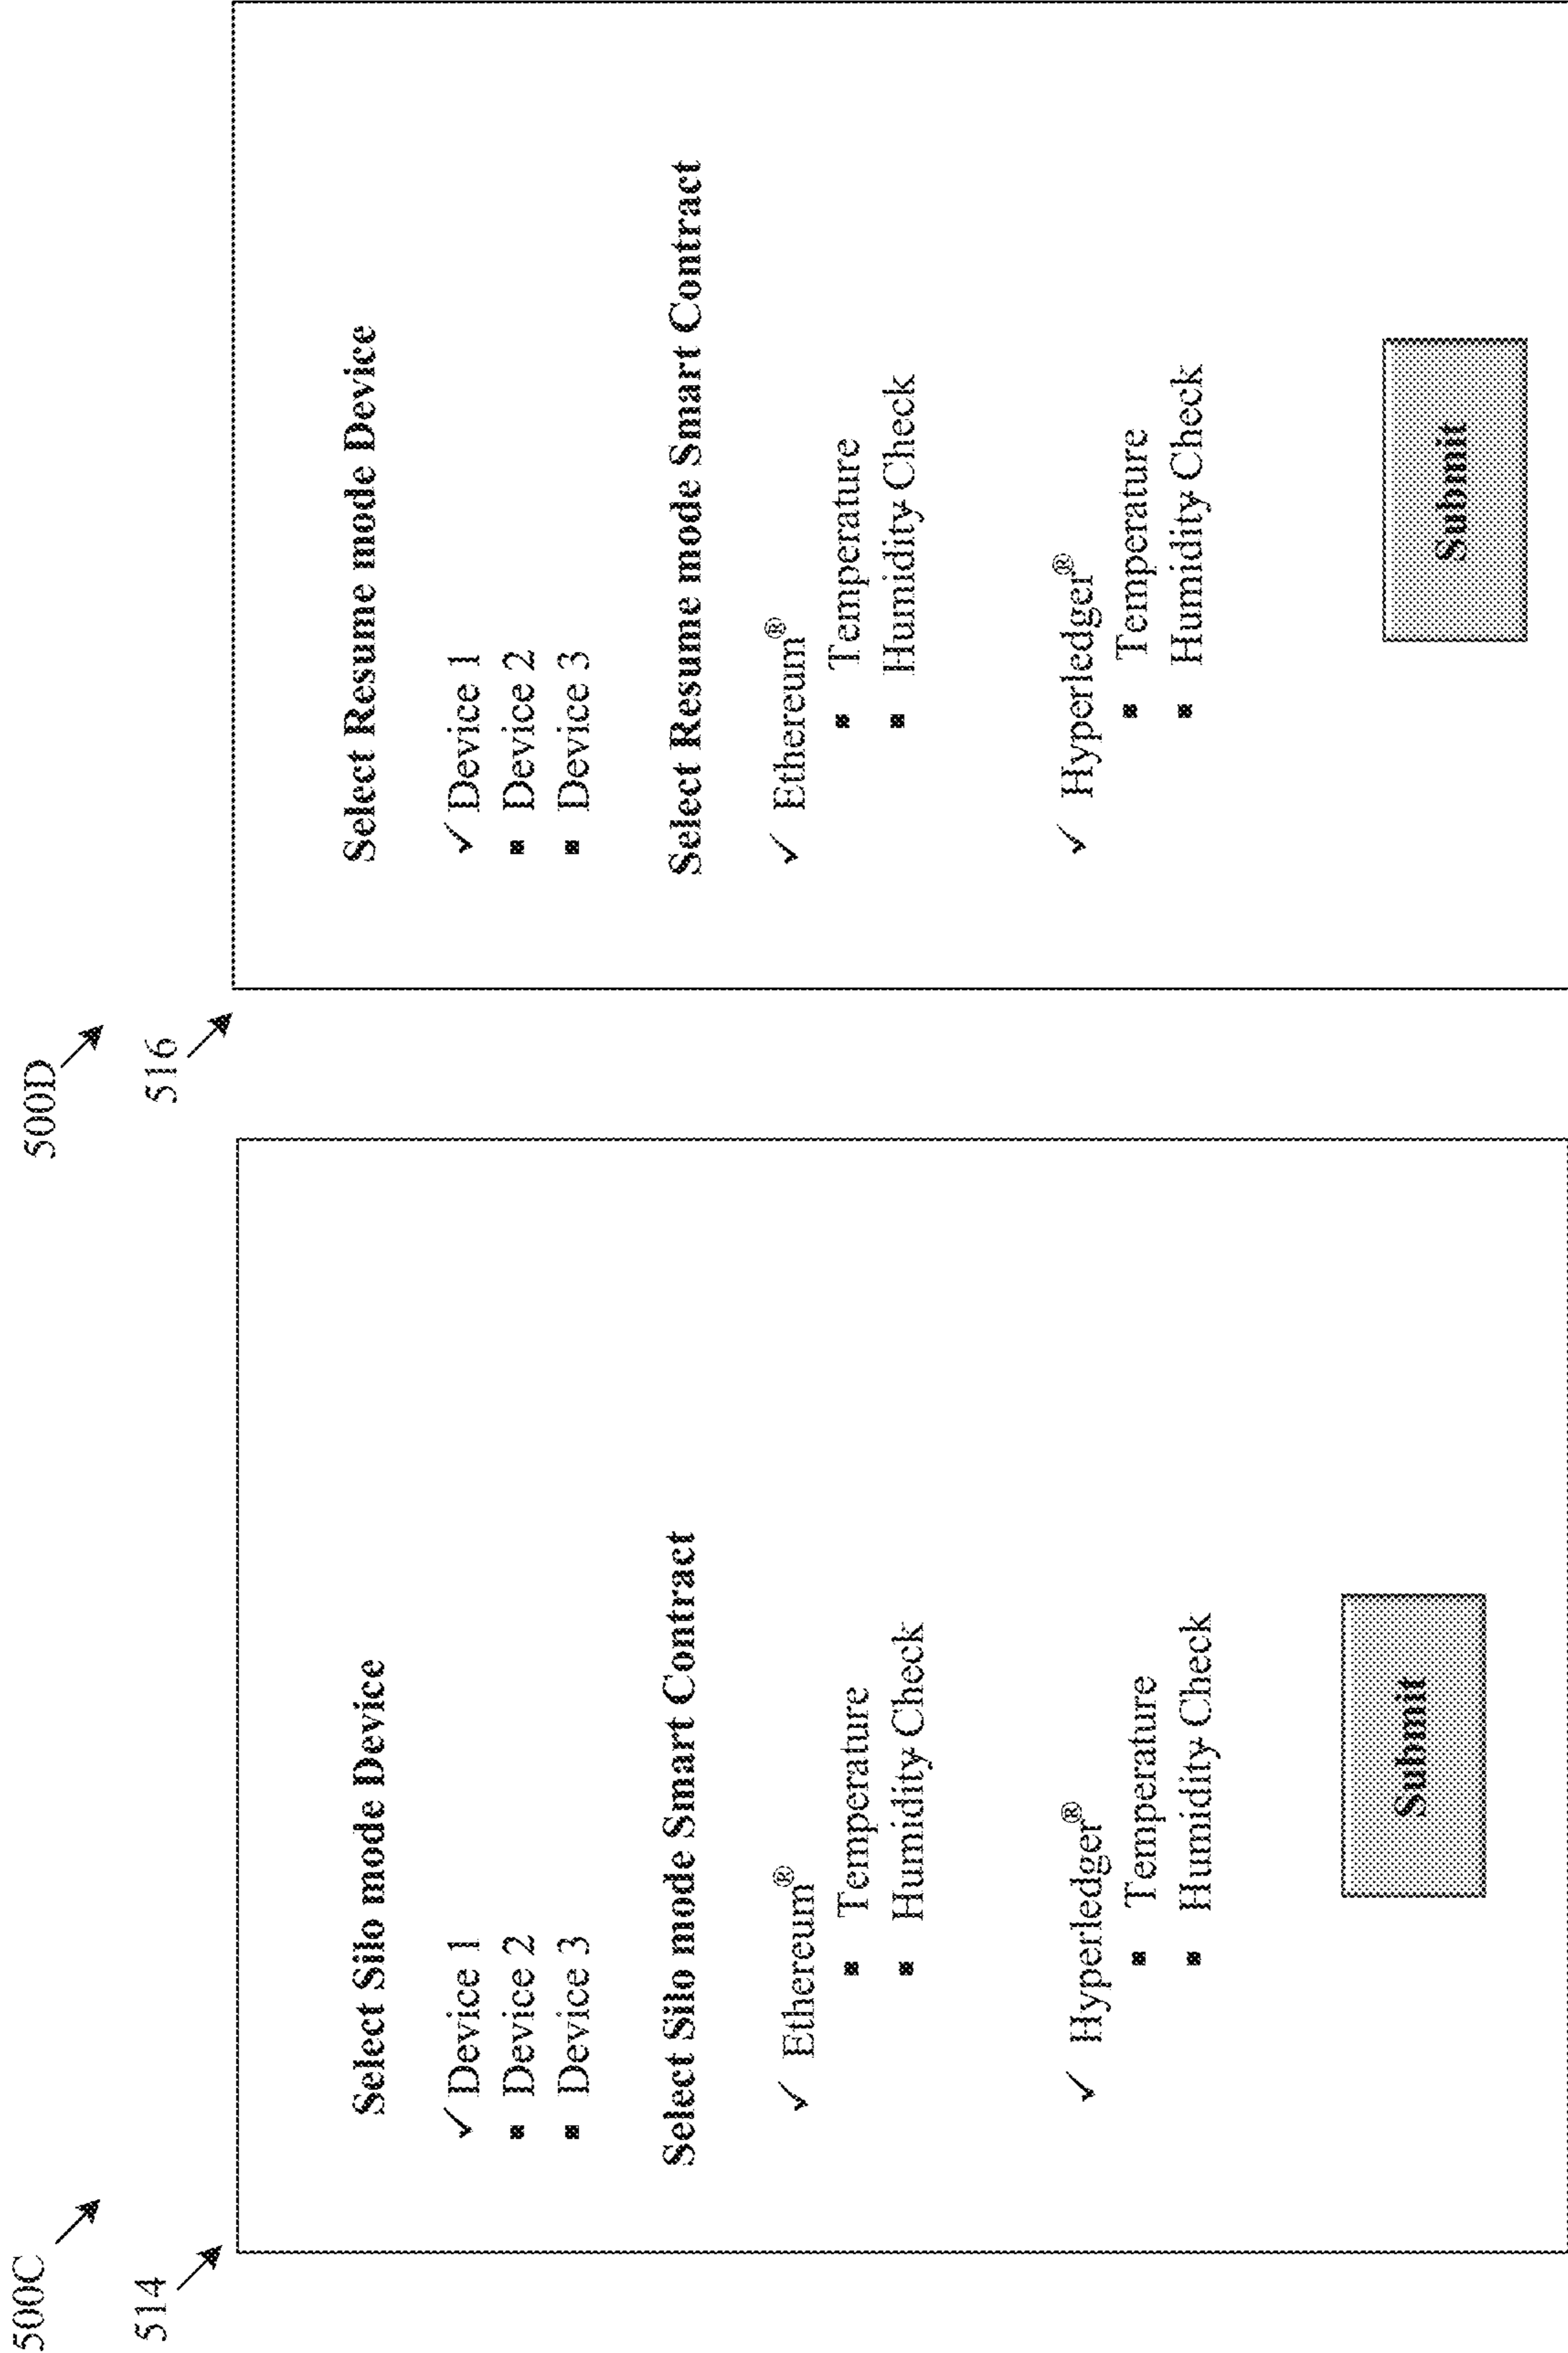 500C
514
Select Silo mode Device
✓ Device 1
▪ Device 2
▪ Device 3
Select Silo mode Smart Contract
✓ Ethereum®
▪ Temperature
▪ Humidity Check
✓ Hyperledger®
▪ Temperature
▪ Humidity Check
Submit
500D
516
Select Resume mode Device
✓ Device 1
▪ Device 2
▪ Device 3
Select Resume mode Smart Contract
✓ Ethereum®
▪ Temperature
▪ Humidity Check
✓ Hyperledger®
▪ Temperature
▪ Humidity Check
Submit